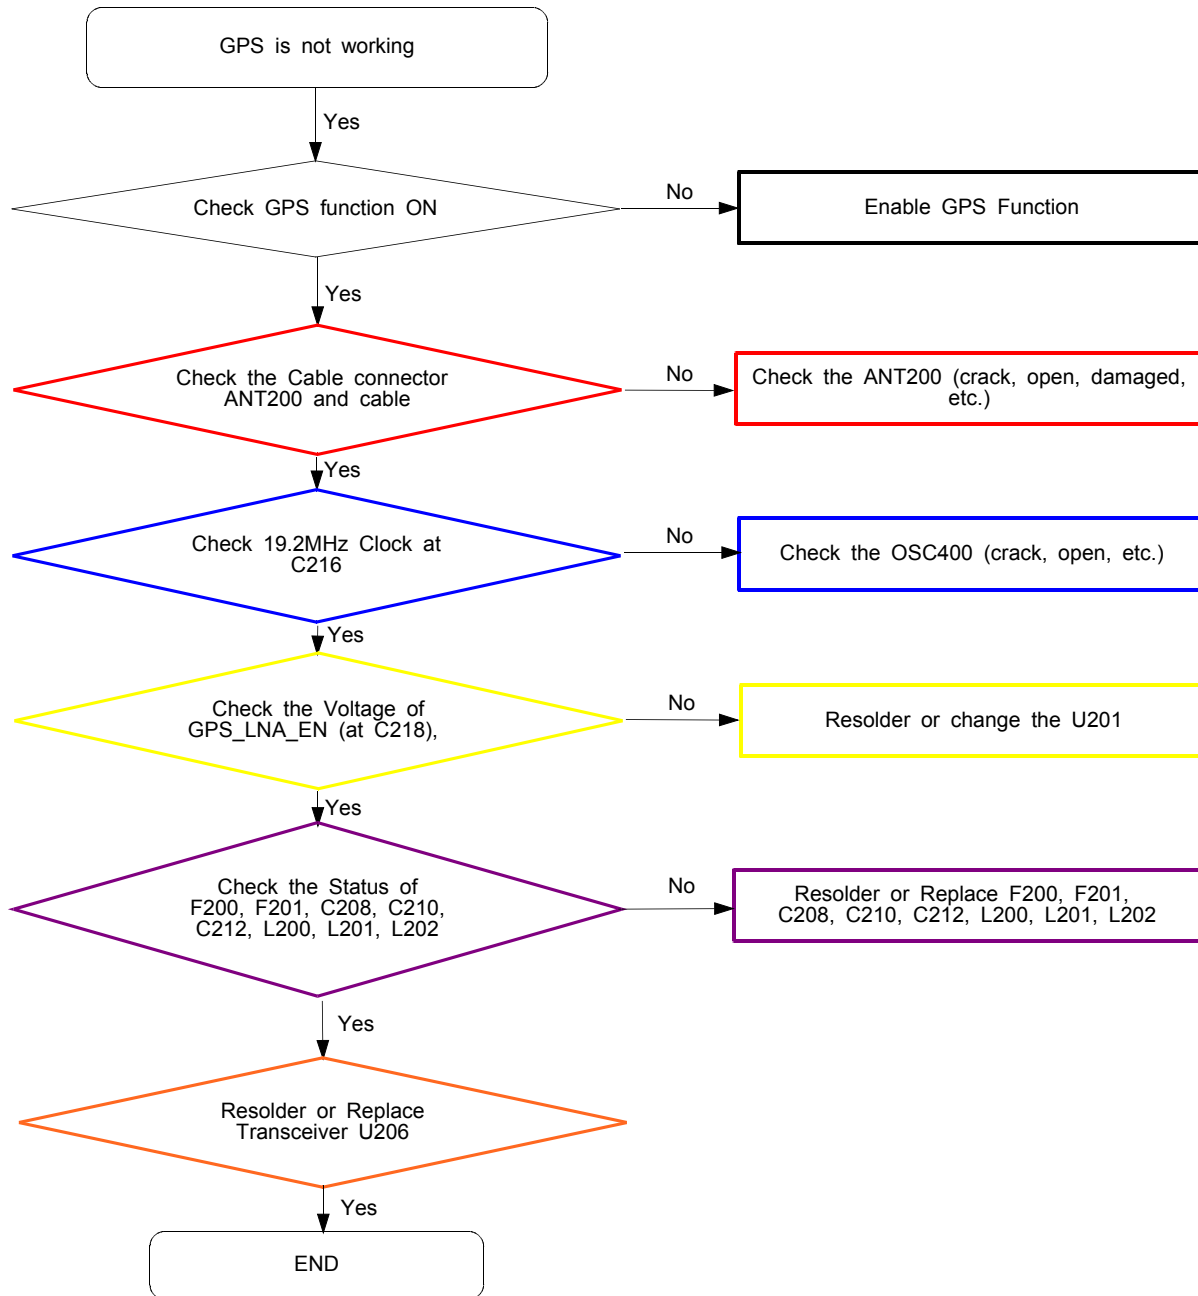 GPS is not working
Yes
Check GPS function ON
No
Enable GPS Function
Yes
Check the Cable connector
ANT200 and cable
No
Check the ANT200 (crack, open, damaged,
etc.)
Yes
Check 19.2MHz Clock at
C216
No
Check the OSC400 (crack, open, etc.)
Yes
Check the Voltage of
GPS_LNA_EN (at C218),
No
Resolder or change the U201
Yes
Check the Status of
F200, F201, C208, C210,
C212, L200, L201, L202
No
Resolder or Replace F200, F201,
C208, C210, C212, L200, L201, L202
Yes
Resolder or Replace
Transceiver U206
Yes
END